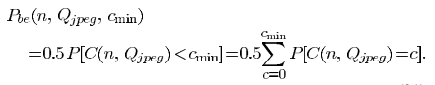 P_{be}(n, Q_{jpeg}, c_{min})
=0.5 P[C(n, Q_{jpeg})<c_{min}]=0.5 \sum_{c=0}^{c_{min}} P[C(n, Q_{jpeg})=c].